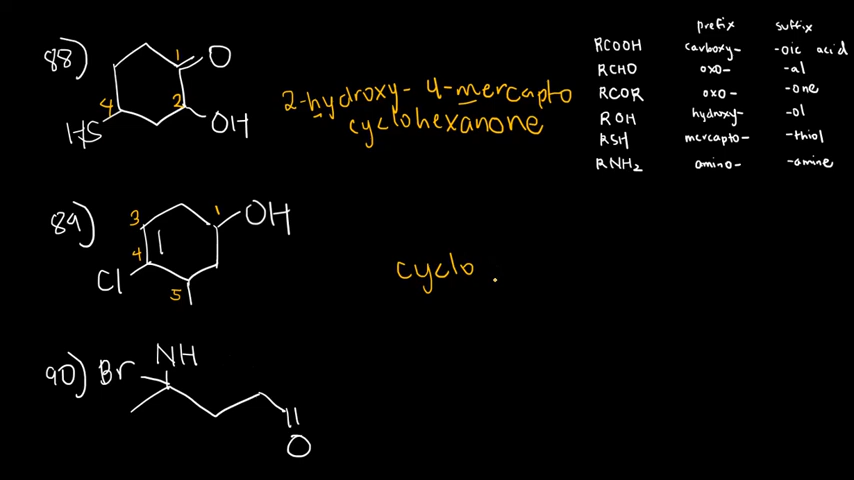 prefix suffix
RCOOH carboxy- -oic acid
RCHO oxo- -al
RCOR oxo- -one
ROH hydroxy- -ol
RSH mercapto- -thiol
RNH2 amino- -amine
88) 1 O
4 2
HS OH
2-hydroxy-4-mercapto
cyclohexanone
89) 3 1 OH
4
Cl 5
cyclo
90) Br NH
O